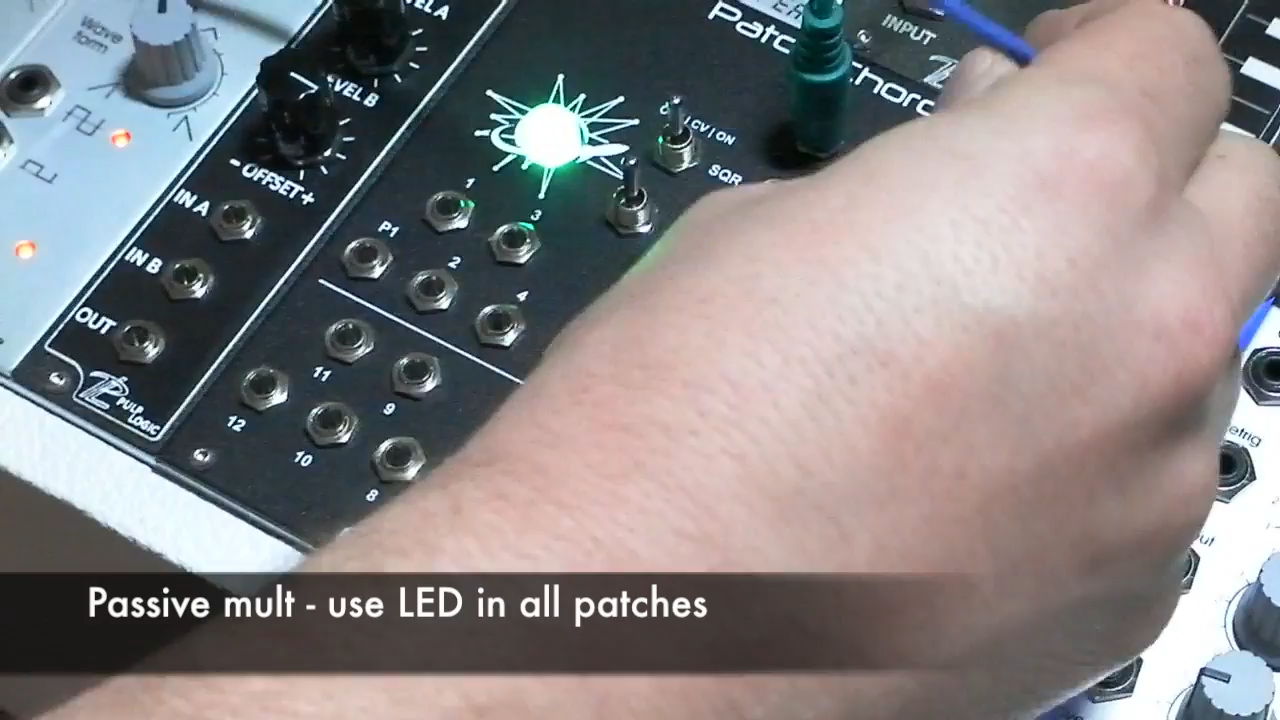 Wave
form
LEVEL B
- OFFSET+
IN A
IN B
OUT
PULP
LOGIC
INPUT
CV/ON
SQR
P1
1
2
3
4
11
12
9
10
8
Passive mult - use LED in all patches